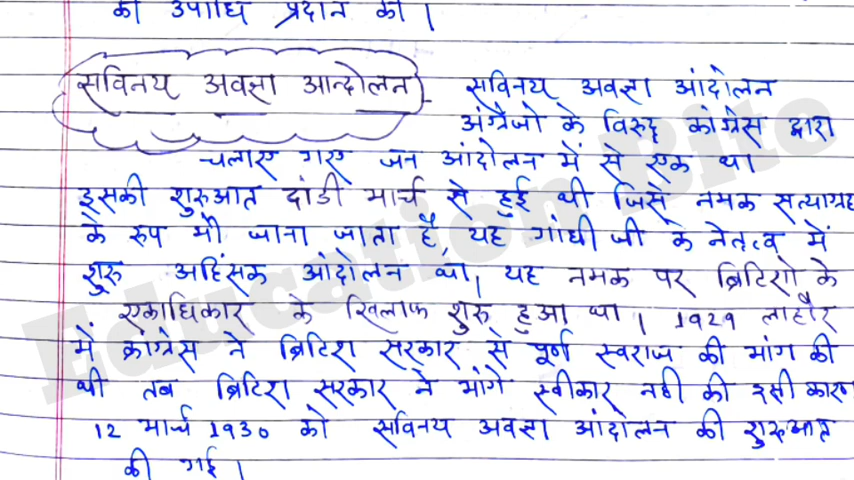 की उपाधि प्रदान की।
सविनय अवज्ञा आन्दोलन सविनय अवज्ञा आंदोलन
अंग्रेजो के विरुद्ध कांग्रेस द्वारा
चलाए गए जन आंदोलन में से एक था
इसकी शुरुआत दांडी मार्च से हुई थी जिसे नमक सत्याग्रह
के रुप भी जाना जाता है, यह गांधी जी के नेतृत्व में
शुरु अहिंसक आंदोलन था। यह नमक पर ब्रिटिशो के
एकाधिकार के खिलाफ शुरु हुआ था। 1929 लाहौर
में कांग्रेस ने ब्रिटिश सरकार से पूर्ण स्वराज की मांग की
थी तब ब्रिटिश सरकार ने मांगे स्वीकार नही की इसी कारण
12 मार्च 1930 को सविनय अवज्ञा आंदोलन की शुरुआत
की गई।
Education Bite